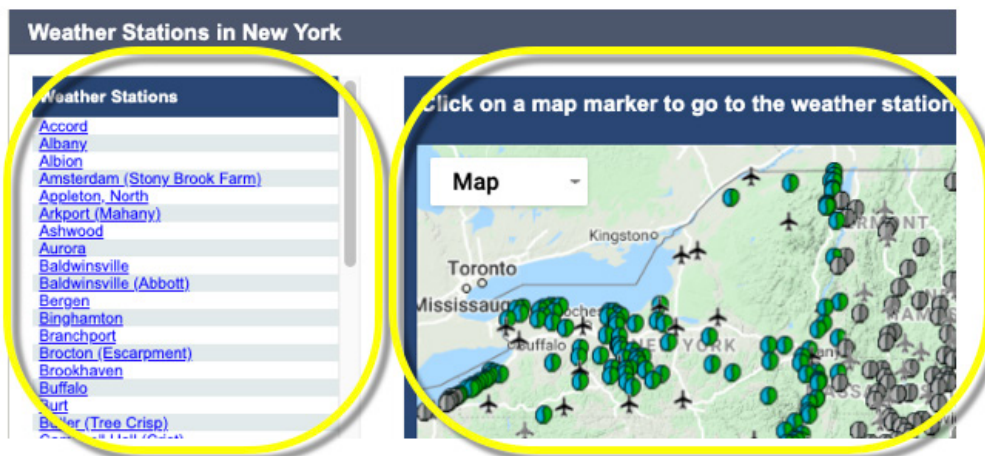 Weather Stations in New York
Weather Stations
Accord
Albany
Albion
Amsterdam (Stony Brook Farm)
Appleton, North
Arkport (Mahany)
Ashwood
Aurora
Baldwinsville
Baldwinsville (Abbott)
Bergen
Binghamton
Branchport
Brocton (Escarpment)
Brookhaven
Buffalo
Burt
Butler (Tree Crisp)
Click on a map marker to go to the weather station
Map
Kingston
Toronto
Buffalo
NEW YORK